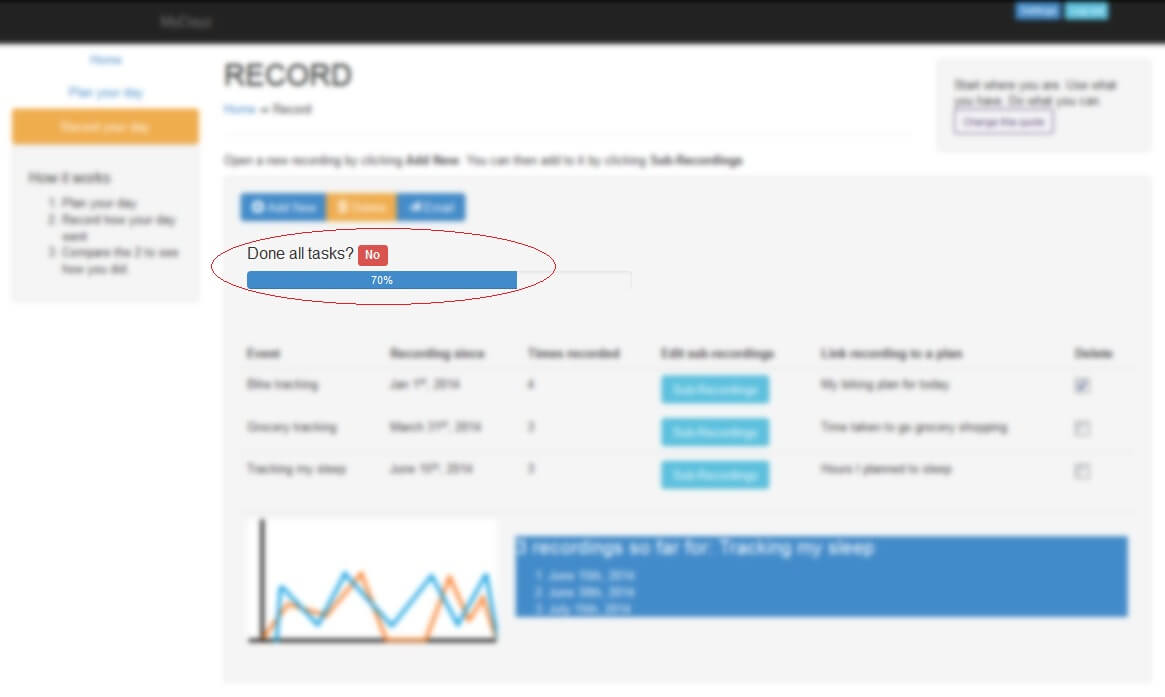 Home
Plan your day
Record your day
How it works
1. Plan your day
2. Record how your day
went
3. Compare the 2 to see
how you did
RECORD
Home → Record
Start where you are. Use what
you have. Do what you can.
Change this quote
Open a new recording by clicking Add New. You can then add to it by clicking Sub-Recordings
Add New Email
Done all tasks? No
70%
Event Recording since Times recorded Edit sub-recordings Link recording to a plan Delete
Bike tracking Jan 1st, 2014 Sub-Recordings My biking plan for today
Grocery tracking March 31st, 2014 3 Sub-Recordings Time taken to go grocery shopping
Tracking my sleep 3 Sub-Recordings Hours I planned to sleep
3 recordings so far for: Tracking my sleep
1. June 10th, 2014
2. June 30th, 2014
3. July 15th, 2014